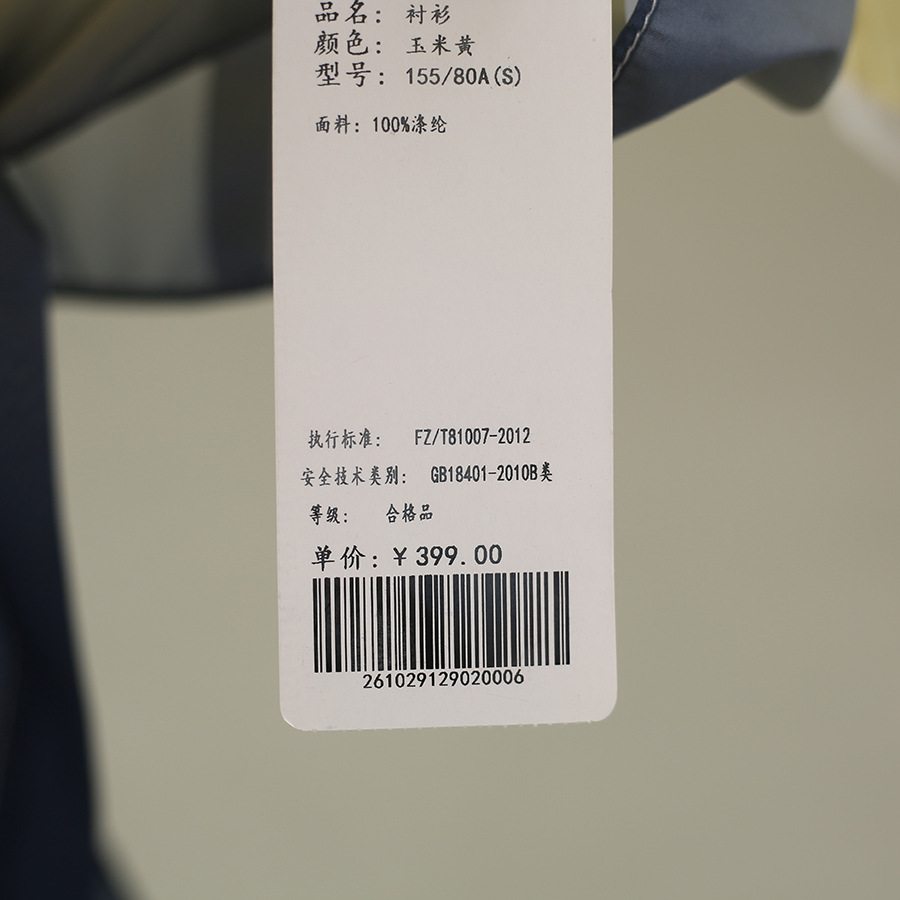 品名: 衬衫
颜色: 玉米黄
型号: 155/80A(S)
面料: 100%涤纶
执行标准: FZ/T81007-2012
安全技术类别: GB18401-2010B类
等级: 合格品
单价: ¥399.00
261029129020006